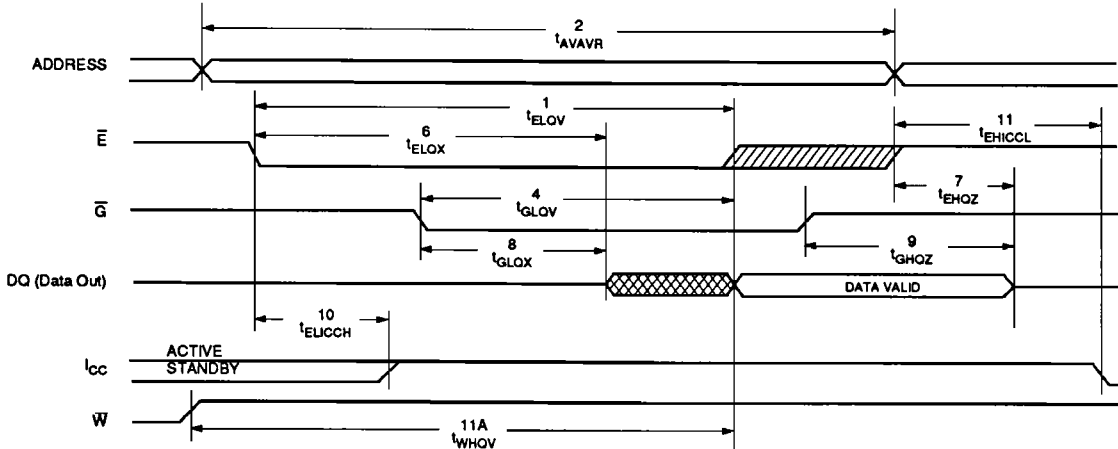 2
tAVAVR
ADDRESS
1
tELQV
11
tEHICCL
6
tELQX
E̅
7
tEHQZ
4
tGLQV
G̅
9
tGHQZ
8
tGLQX
DQ (Data Out)
DATA VALID
10
tELICCH
ACTIVE
ICC
STANDBY
W̅
11A
tWHQV